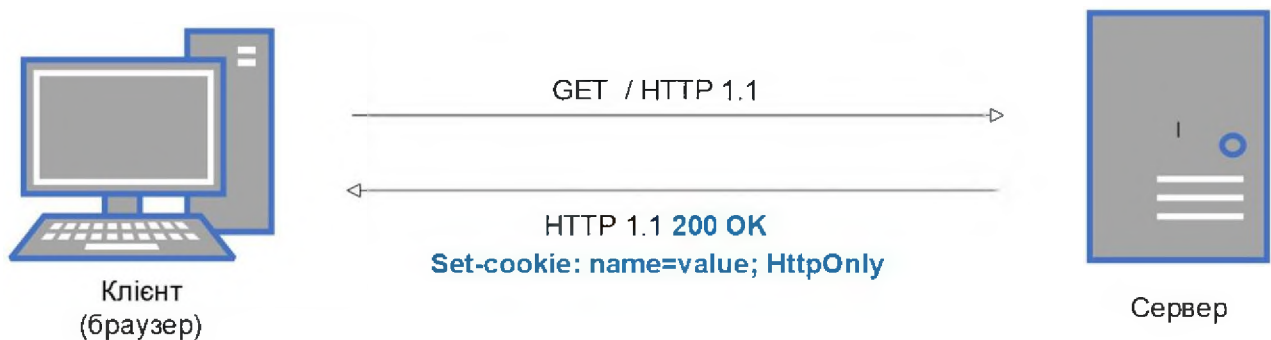 GET / HTTP 1.1
HTTP 1.1 200 OK
Set-cookie: name=value; HttpOnly
Клієнт
(браузер)
Сервер